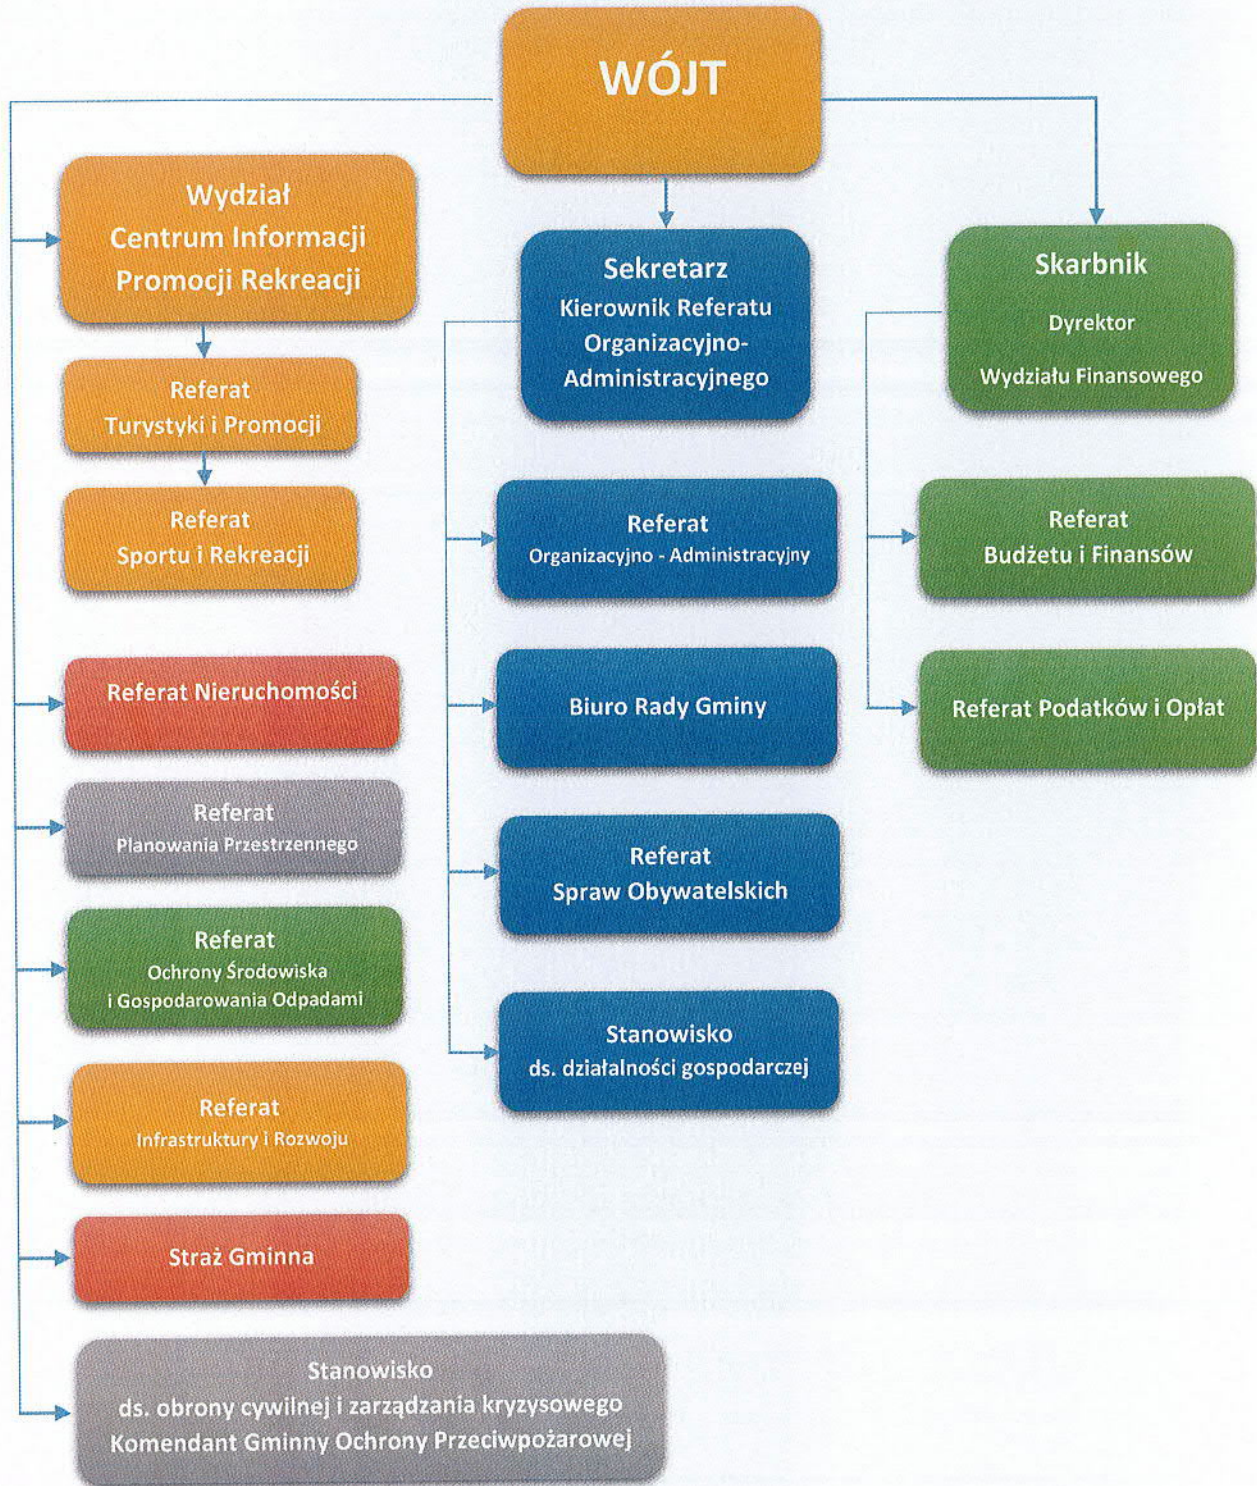 WÓJT
Wydział
Centrum Informacji
Promocji Rekreacji
Referat
Turystyki i Promocji
Referat
Sportu i Rekreacji
Referat Nieruchomości
Referat
Planowania Przestrzennego
Referat
Ochrony Środowiska
i Gospodarowania Odpadami
Referat
Infrastruktury i Rozwoju
Straż Gminna
Stanowisko
ds. obrony cywilnej i zarządzania kryzysowego
Komendant Gminny Ochrony Przeciwpożarowej
Sekretarz
Kierownik Referatu
Organizacyjno-
Administracyjnego
Referat
Organizacyjno - Administracyjny
Biuro Rady Gminy
Referat
Spraw Obywatelskich
Stanowisko
ds. działalności gospodarczej
Skarbnik
Dyrektor
Wydziału Finansowego
Referat
Budżetu i Finansów
Referat Podatków i Opłat